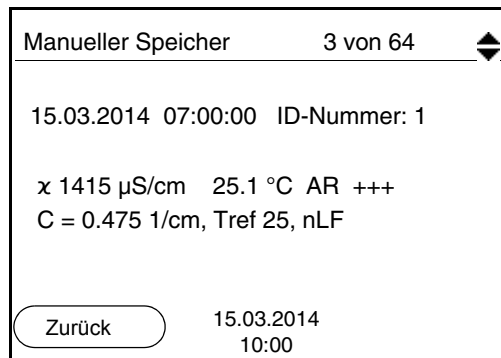 Manueller Speicher 3 von 64
15.03.2014 07:00:00 ID-Nummer: 1
ϰ 1415 µS/cm 25.1 °C AR +++
C = 0.475 1/cm, Tref 25, nLF
Zurück
15.03.2014
10:00